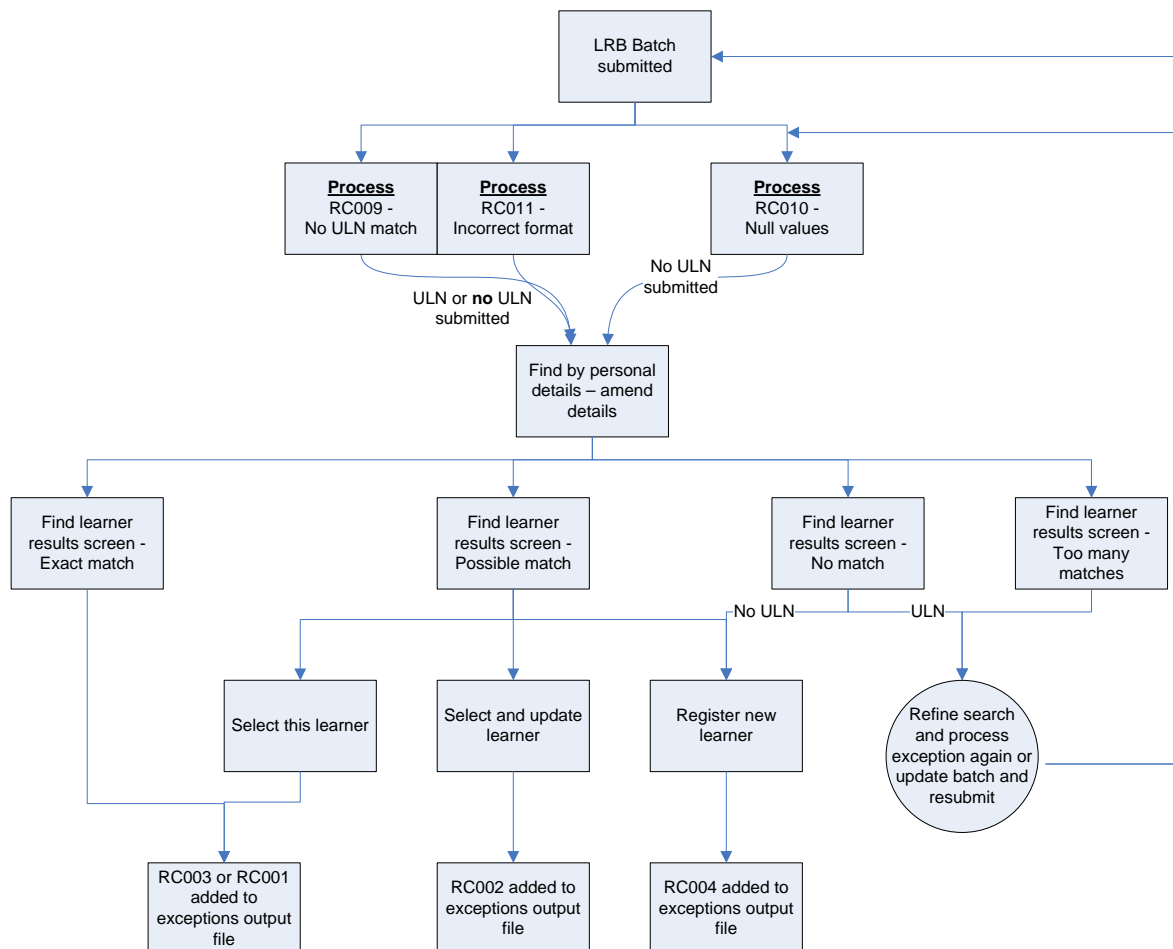 LRB Batch
submitted
Process
RC009 -
No ULN match
Process
RC011 -
Incorrect format
Process
RC010 -
Null values
ULN or no ULN
submitted
No ULN
submitted
Find by personal
details – amend
details
Find learner
results screen -
Exact match
Find learner
results screen -
Possible match
Find learner
results screen -
No match
Find learner
results screen -
Too many
matches
No ULN
ULN
Select this learner
Select and update
learner
Register new
learner
Refine search
and process
exception again or
update batch and
resubmit
RC003 or RC001
added to
exceptions output
file
RC002 added to
exceptions output
file
RC004 added to
exceptions output
file